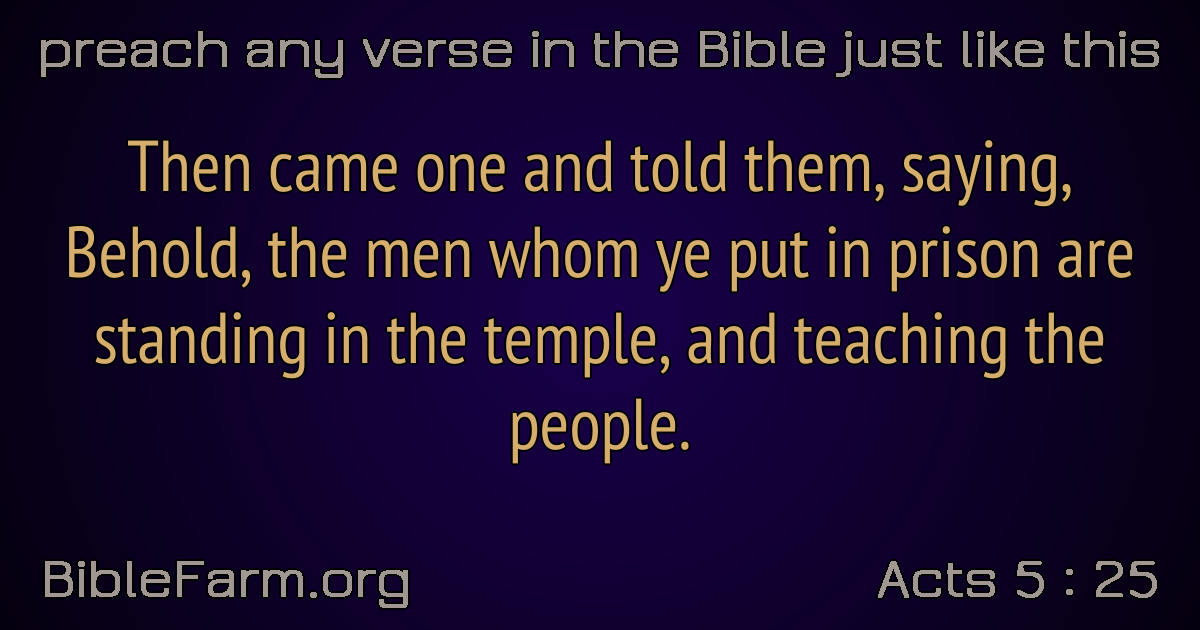 preach any verse in the Bible just like this
Then came one and told them, saying,
Behold, the men whom ye put in prison are
standing in the temple, and teaching the
people.
BibleFarm.org
Acts 5 : 25